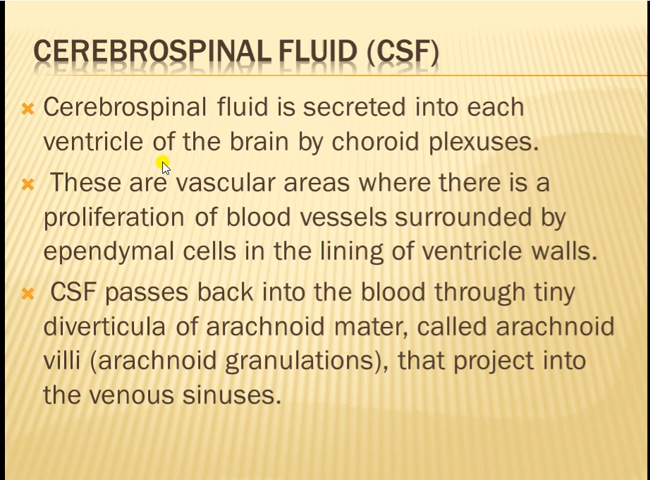 CEREBROSPINAL FLUID (CSF)
Cerebrospinal fluid is secreted into each
ventricle of the brain by choroid plexuses.
These are vascular areas where there is a
proliferation of blood vessels surrounded by
ependymal cells in the lining of ventricle walls.
CSF passes back into the blood through tiny
diverticula of arachnoid mater, called arachnoid
villi (arachnoid granulations), that project into
the venous sinuses.